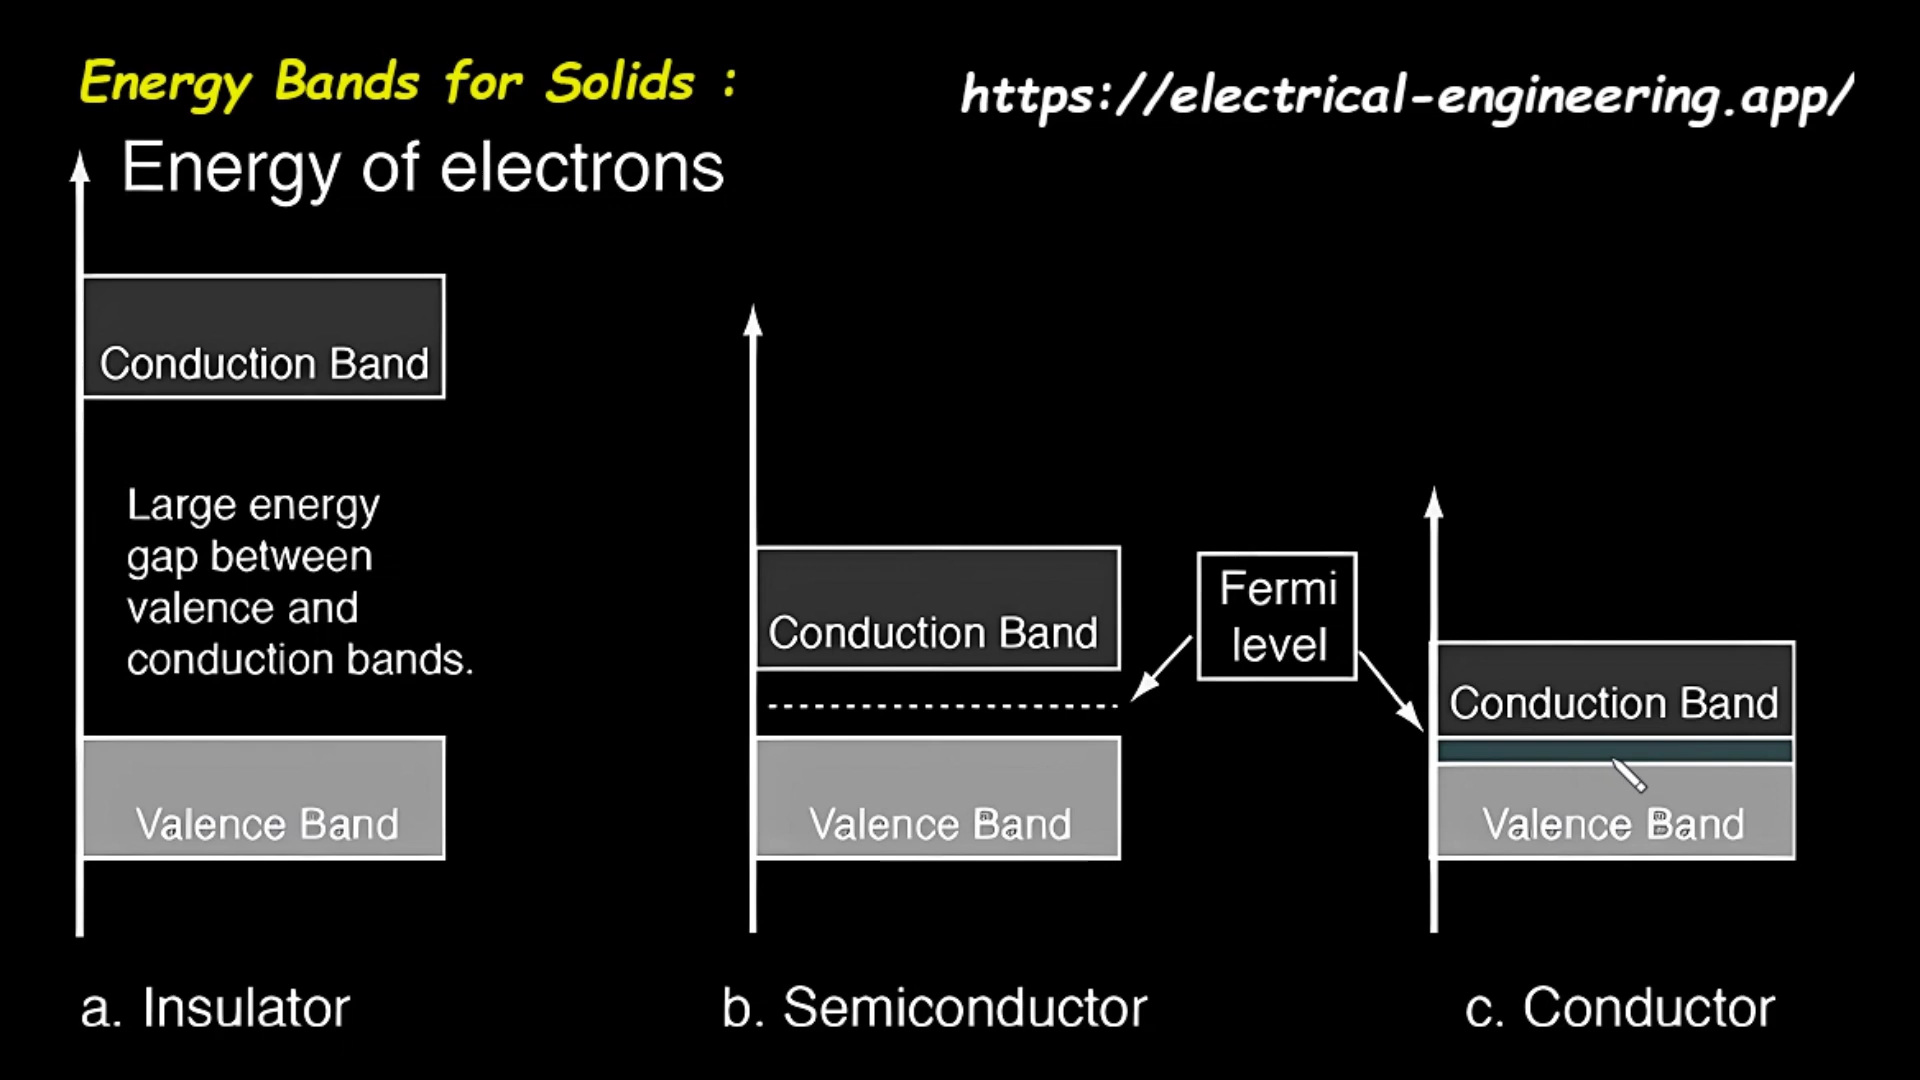 Energy Bands for Solids :
https://electrical-engineering.app/
Energy of electrons
Conduction Band
Large energy
gap between
valence and
conduction bands.
Valence Band
a. Insulator
Conduction Band
Valence Band
b. Semiconductor
Fermi
level
Conduction Band
Valence Band
c. Conductor